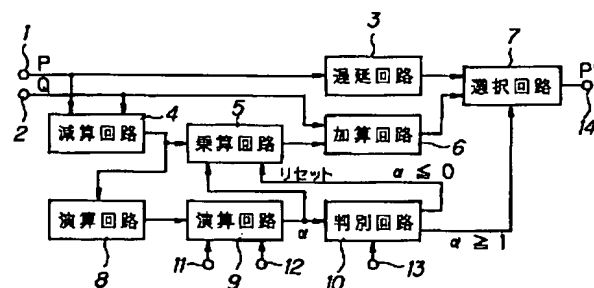 1
P
Q
2
3
遅延回路
7
選択回路
P'
14
4
減算回路
5
乗算回路
加算回路
6
リセット
α ≦ 0
演算回路
8
演算回路
9
α
判別回路
10
α ≧ 1
11
12
13